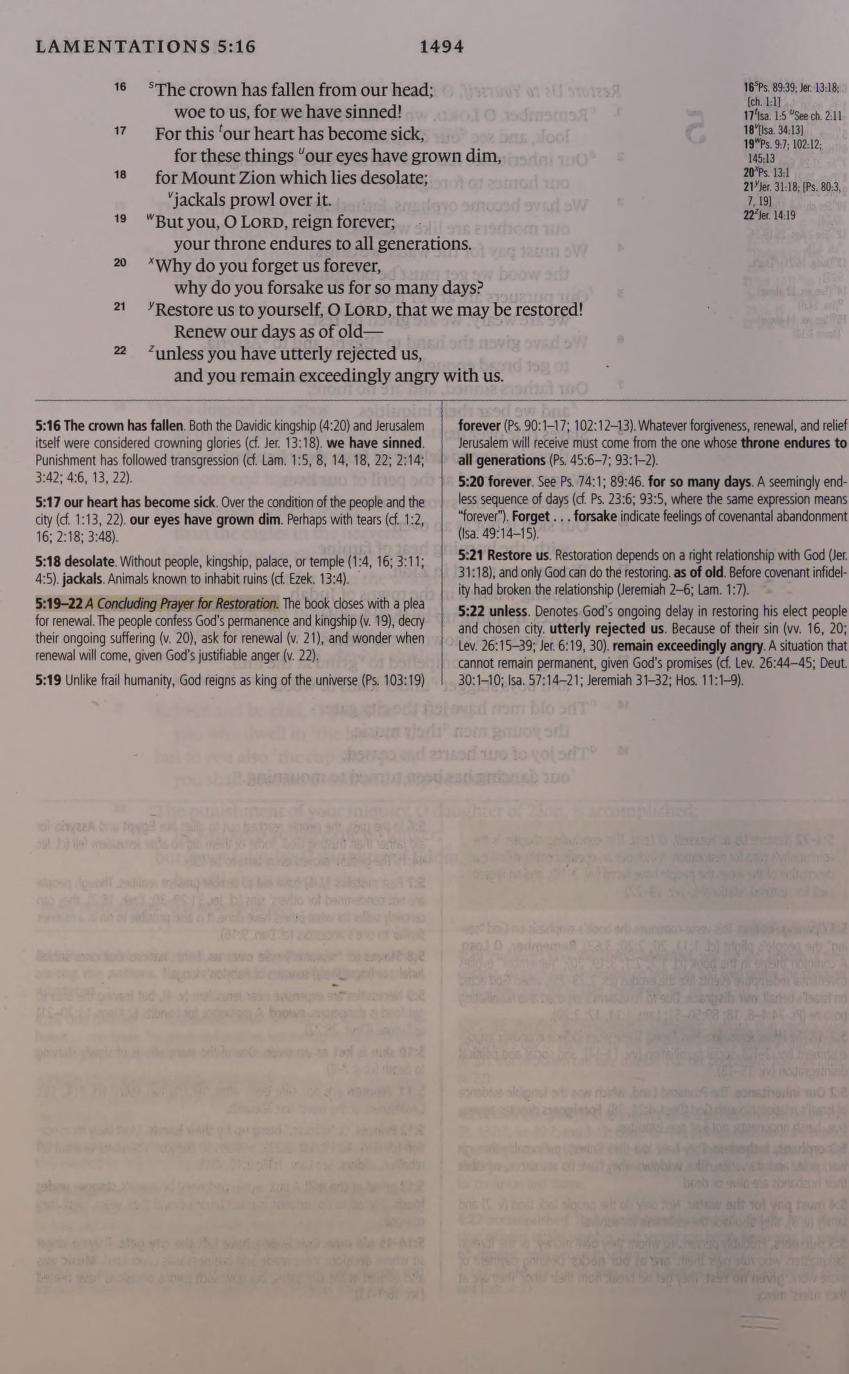 LAMENTATIONS 5:16 1494
16 ˢThe crown has fallen from our head;
woe to us, for we have sinned!
17 For this ᵗour heart has become sick,
for these things ᵘour eyes have grown dim,
18 for Mount Zion which lies desolate;
ᵛjackals prowl over it.
19 ʷBut you, O LORD, reign forever;
your throne endures to all generations.
20 ˣWhy do you forget us forever,
why do you forsake us for so many days?
21 ʸRestore us to yourself, O LORD, that we may be restored!
Renew our days as of old—
22 ᶻunless you have utterly rejected us,
and you remain exceedingly angry with us.
16ˢPs. 89:39; Jer. 13:18;
[ch. 1:1]
17ᵗIsa. 1:5 ᵘSee ch. 2:11
18ᵛ[Isa. 34:13]
19ʷPs. 9:7; 102:12;
145:13
20ˣPs. 13:1
21ʸJer. 31:18; [Ps. 80:3,
7, 19]
22ᶻJer. 14:19
5:16 The crown has fallen. Both the Davidic kingship (4:20) and Jerusalem
itself were considered crowning glories (cf. Jer. 13:18). we have sinned.
Punishment has followed transgression (cf. Lam. 1:5, 8, 14, 18, 22; 2:14;
3:42; 4:6, 13, 22).
5:17 our heart has become sick. Over the condition of the people and the
city (cf. 1:13, 22). our eyes have grown dim. Perhaps with tears (cf. 1:2,
16; 2:18; 3:48).
5:18 desolate. Without people, kingship, palace, or temple (1:4, 16; 3:11;
4:5). jackals. Animals known to inhabit ruins (cf. Ezek. 13:4).
5:19–22 A Concluding Prayer for Restoration. The book closes with a plea
for renewal. The people confess God's permanence and kingship (v. 19), decry
their ongoing suffering (v. 20), ask for renewal (v. 21), and wonder when
renewal will come, given God's justifiable anger (v. 22).
5:19 Unlike frail humanity, God reigns as king of the universe (Ps. 103:19)
forever (Ps. 90:1–17; 102:12–13). Whatever forgiveness, renewal, and relief
Jerusalem will receive must come from the one whose throne endures to
all generations (Ps. 45:6–7; 93:1–2).
5:20 forever. See Ps. 74:1; 89:46. for so many days. A seemingly end-
less sequence of days (cf. Ps. 23:6; 93:5, where the same expression means
"forever"). Forget . . . forsake indicate feelings of covenantal abandonment
(Isa. 49:14–15).
5:21 Restore us. Restoration depends on a right relationship with God (Jer.
31:18), and only God can do the restoring. as of old. Before covenant infidel-
ity had broken the relationship (Jeremiah 2–6; Lam. 1:7).
5:22 unless. Denotes God's ongoing delay in restoring his elect people
and chosen city. utterly rejected us. Because of their sin (vv. 16, 20;
Lev. 26:15–39; Jer. 6:19, 30). remain exceedingly angry. A situation that
cannot remain permanent, given God's promises (cf. Lev. 26:44–45; Deut.
30:1–10; Isa. 57:14–21; Jeremiah 31–32; Hos. 11:1–9).